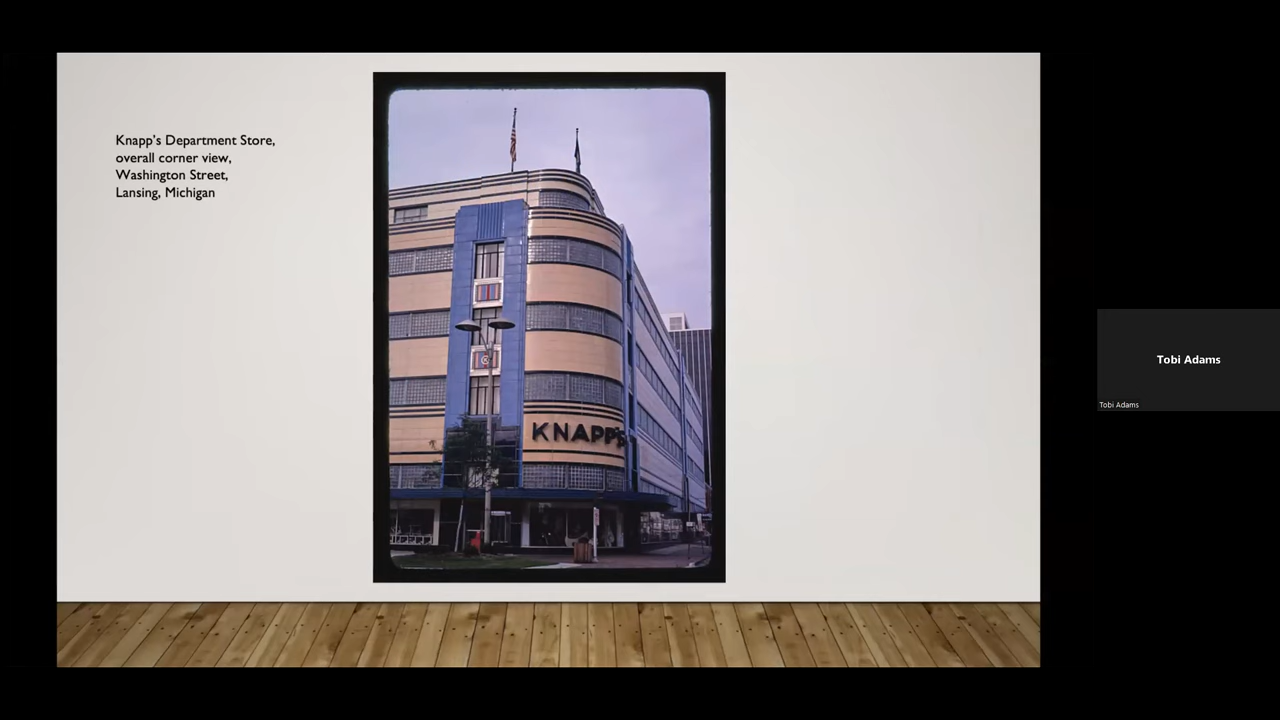 Knapp's Department Store,
overall corner view,
Washington Street,
Lansing, Michigan
KNAPP'S
Tobi Adams
Tobi Adams